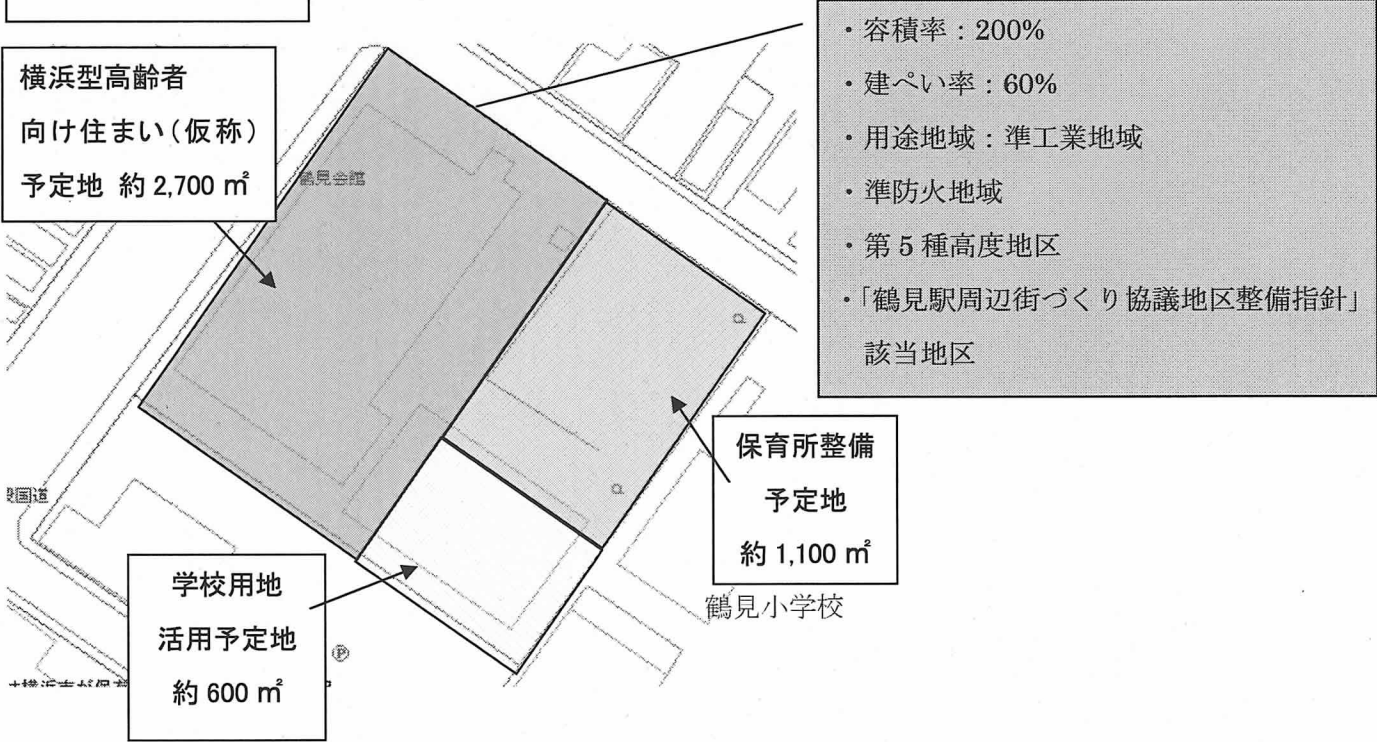 ・容積率：200%
・建ぺい率：60%
・用途地域：準工業地域
・準防火地域
・第５種高度地区
・「鶴見駅周辺街づくり協議地区整備指針」
該当地区
横浜型高齢者
向け住まい（仮称）
予定地 約 2,700 ㎡
鶴見会館
保育所整備
予定地
約 1,100 ㎡
鶴見小学校
学校用地
活用予定地
約 600 ㎡
Ⓟ